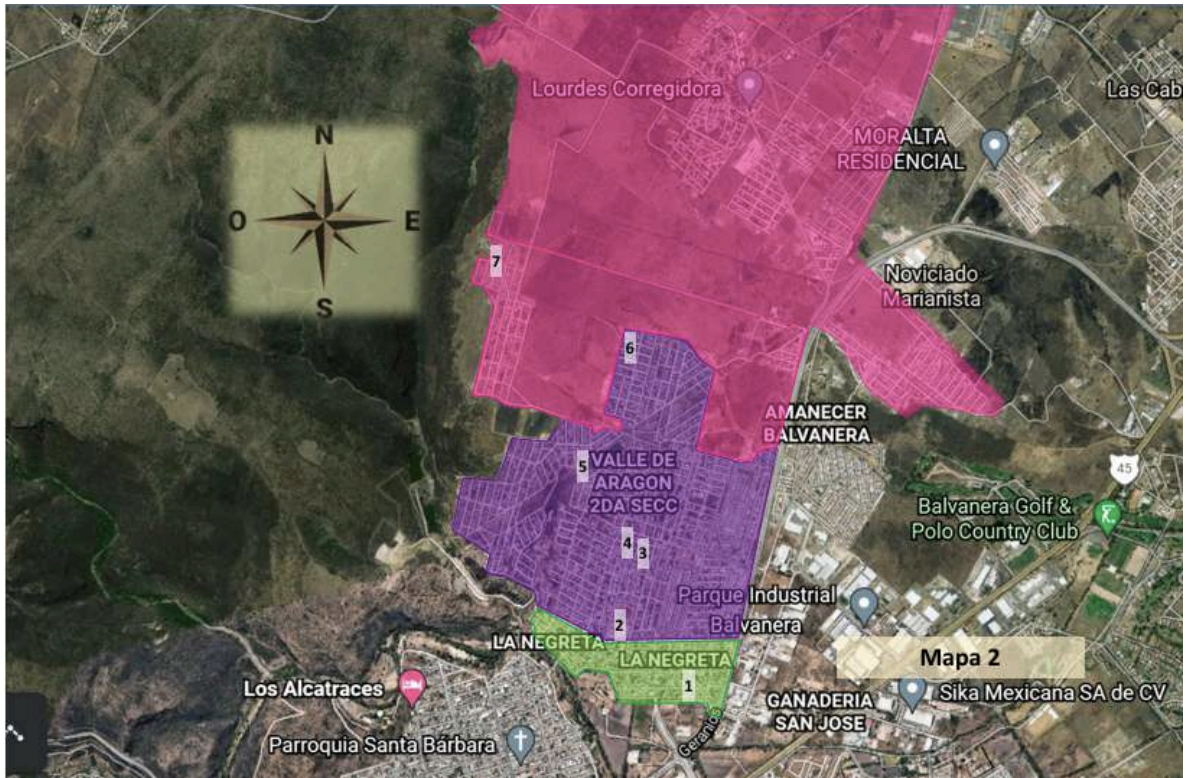 Lourdes Corregidora
Las Cab
MORALTA
RESIDENCIAL
N
O
E
S
7
Noviciado
Marianista
6
AMANECER
BALVANERA
5
VALLE DE
ARAGON
2DA SECC
45
Balvanera Golf &
Polo Country Club
4
3
Parque Industrial
Balvanera
2
LA NEGRETA
LA NEGRETA
Mapa 2
1
Los Alcatraces
GANADERIA
SAN JOSE
Sika Mexicana SA de CV
Geranios
Parroquia Santa Bárbara